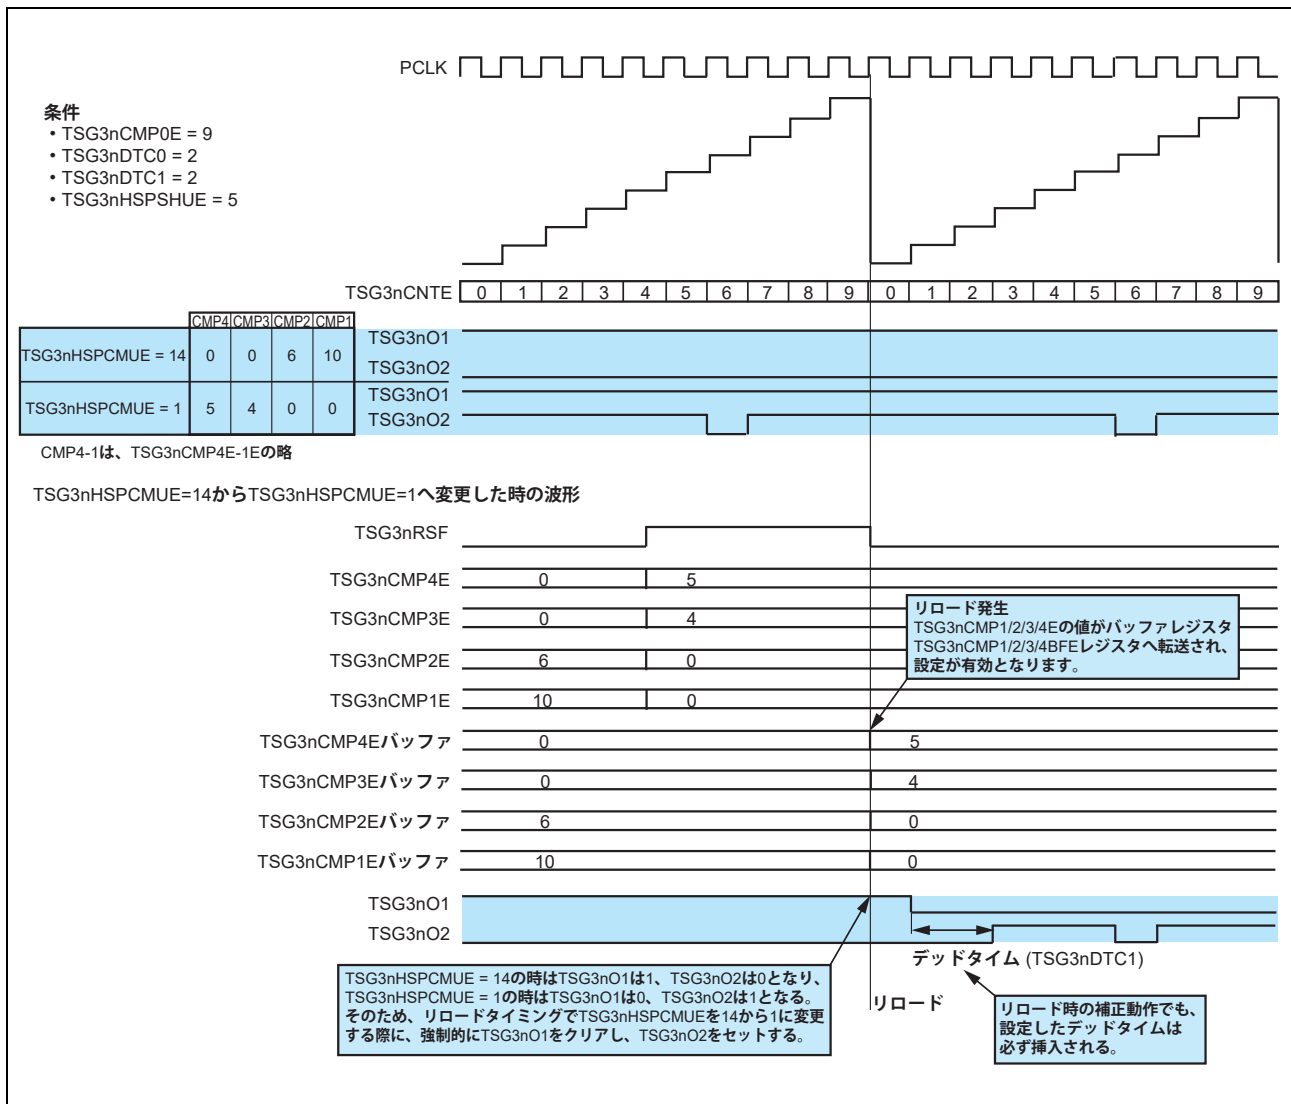 PCLK
条件
・TSG3nCMP0E = 9
・TSG3nDTC0 = 2
・TSG3nDTC1 = 2
・TSG3nHSPSHUE = 5
TSG3nCNTE 0 1 2 3 4 5 6 7 8 9 0 1 2 3 4 5 6 7 8 9
CMP4 CMP3 CMP2 CMP1
TSG3nHSPCMUE = 14 0 0 6 10
TSG3nO1
TSG3nO2
TSG3nHSPCMUE = 1 5 4 0 0
TSG3nO1
TSG3nO2
CMP4-1は、TSG3nCMP4E-1Eの略
TSG3nHSPCMUE=14からTSG3nHSPCMUE=1へ変更した時の波形
TSG3nRSF
TSG3nCMP4E 0 5
TSG3nCMP3E 0 4
TSG3nCMP2E 6 0
TSG3nCMP1E 10 0
リロード発生
TSG3nCMP1/2/3/4Eの値がバッファレジスタ
TSG3nCMP1/2/3/4BFEレジスタへ転送され、
設定が有効となります。
TSG3nCMP4Eバッファ 0 5
TSG3nCMP3Eバッファ 0 4
TSG3nCMP2Eバッファ 6 0
TSG3nCMP1Eバッファ 10 0
TSG3nO1
TSG3nO2
デッドタイム (TSG3nDTC1)
TSG3nHSPCMUE = 14の時はTSG3nO1は1、TSG3nO2は0となり、
TSG3nHSPCMUE = 1の時はTSG3nO1は0、TSG3nO2は1となる。
そのため、リロードタイミングでTSG3nHSPCMUEを14から1に変更
する際に、強制的にTSG3nO1をクリアし、TSG3nO2をセットする。
リロード
リロード時の補正動作でも、
設定したデッドタイムは
必ず挿入される。